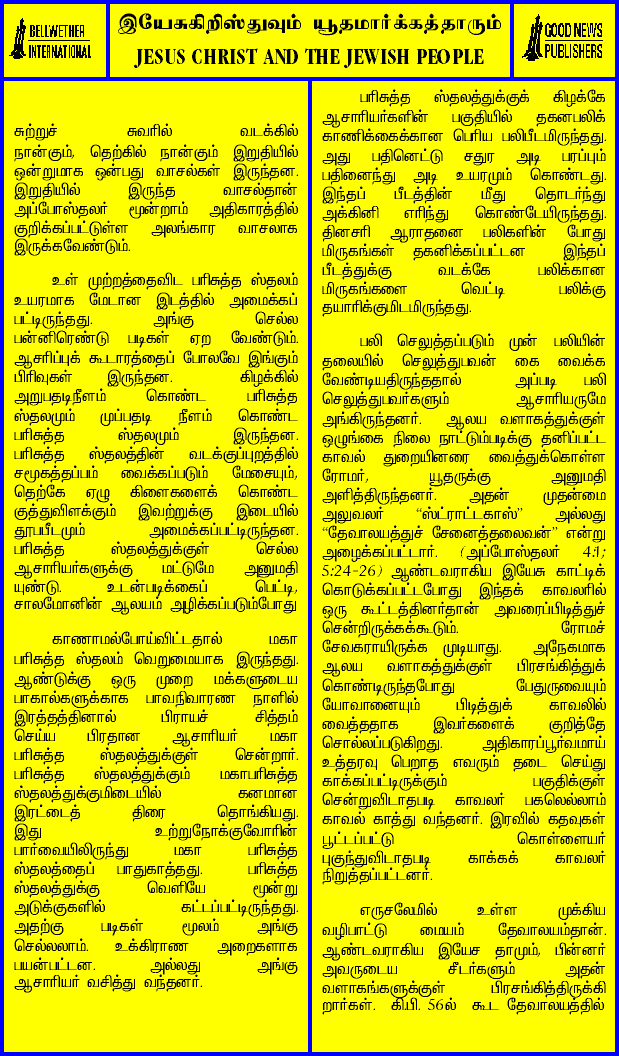 BELLWETHER
INTERNATIONAL
இயேசுகிறிஸ்துவும் யூதமார்க்கத்தாரும்
JESUS CHRIST AND THE JEWISH PEOPLE
GOOD NEWS
PUBLISHERS
சுற்றுச் சுவரில் வடக்கில்
நான்கும், தெற்கில் நான்கும் இறுதியில்
ஒன்றுமாக ஒன்பது வாசல்கள் இருந்தன.
இறுதியில் இருந்த வாசல்தான்
அப்போஸ்தலர் மூன்றாம் அதிகாரத்தில்
குறிக்கப்பட்டுள்ள அலங்கார வாசலாக
இருக்கவேண்டும்.
உள் முற்றத்தைவிட பரிசுத்த ஸ்தலம்
உயரமாக மேடான இடத்தில் அமைக்கப்
பட்டிருந்தது. அங்கு செல்ல
பன்னிரெண்டு படிகள் ஏற வேண்டும்.
ஆசரிப்புக் கூடாரத்தைப் போலவே இங்கும்
பிரிவுகள் இருந்தன. கிழக்கில்
அறுபதடிநீளம் கொண்ட பரிசுத்த
ஸ்தலமும் முப்பதடி நீளம் கொண்ட
பரிசுத்த ஸ்தலமும் இருந்தன.
பரிசுத்த ஸ்தலத்தின் வடக்குப்புறத்தில்
சமூகத்தப்பம் வைக்கப்படும் மேசையும்,
தெற்கே ஏழு கிளைகளைக் கொண்ட
குத்துவிளக்கும் இவற்றுக்கு இடையில்
தூபபீடமும் அமைக்கப்பட்டிருந்தன.
பரிசுத்த ஸ்தலத்துக்குள் செல்ல
ஆசாரியர்களுக்கு மட்டுமே அனுமதி
யுண்டு. உடன்படிக்கைப் பெட்டி,
சாலமோனின் ஆலயம் அழிக்கப்படும்போது
காணாமல்போய்விட்டதால் மகா
பரிசுத்த ஸ்தலம் வெறுமையாக இருந்தது.
ஆண்டுக்கு ஒரு முறை மக்களுடைய
பாகால்களுக்காக பாவநிவாரண நாளில்
இரத்தத்தினால் பிராயச் சித்தம்
செய்ய பிரதான ஆசாரியர் மகா
பரிசுத்த ஸ்தலத்துக்குள் சென்றார்.
பரிசுத்த ஸ்தலத்துக்கும் மகாபரிசுத்த
ஸ்தலத்துக்குமிடையில் கனமான
இரட்டைத் திரை தொங்கியது.
இது உற்றுநோக்குவோரின்
பார்வையிலிருந்து மகா பரிசுத்த
ஸ்தலத்தைப் பாதுகாத்தது. பரிசுத்த
ஸ்தலத்துக்கு வெளியே மூன்று
அடுக்குகளில் கட்டப்பட்டிருந்தது.
அதற்கு படிகள் மூலம் அங்கு
செல்லலாம். உக்கிராண அறைகளாக
பயன்பட்டன. அல்லது அங்கு
ஆசாரியர் வசித்து வந்தனர்.
பரிசுத்த ஸ்தலத்துக்குக் கிழக்கே
ஆசாரியர்களின் பகுதியில் தகனபலிக்
காணிக்கைக்கான பெரிய பலிபீடமிருந்தது.
அது பதினெட்டு சதுர அடி பரப்பும்
பதினைந்து அடி உயரமும் கொண்டது.
இந்தப் பீடத்தின் மீது தொடர்ந்து
அக்கினி எரிந்து கொண்டேயிருந்தது.
தினசரி ஆராதனை பலிகளின் போது
மிருகங்கள் தகனிக்கப்பட்டன இந்தப்
பீடத்துக்கு வடக்கே பலிக்கான
மிருகங்களை வெட்டி பலிக்கு
தயாரிக்குமிடமிருந்தது.
பலி செலுத்தப்படும் முன் பலியின்
தலையில் செலுத்துபவன் கை வைக்க
வேண்டியதிருந்ததால் அப்படி பலி
செலுத்துபவர்களும் ஆசாரியருமே
அங்கிருந்தனர். ஆலய வளாகத்துக்குள்
ஒழுங்கை நிலை நாட்டும்படிக்கு தனிப்பட்ட
காவல் துறையினரை வைத்துக்கொள்ள
ரோமர், யூதருக்கு அனுமதி
அளித்திருந்தனர். அதன் முதன்மை
அலுவலர் “ஸ்ட்ராட்டகாஸ்” அல்லது
“தேவாலயத்துச் சேனைத்தலைவன்” என்று
அழைக்கப்பட்டார். (அப்போஸ்தலர் 4:1;
5:24-26) ஆண்டவராகிய இயேசு காட்டிக்
கொடுக்கப்பட்டபோது இந்தக் காவலரில்
ஒரு கூட்டத்தினர்தான் அவரைப்பிடித்துச்
சென்றிருக்கக்கூடும். ரோமச்
சேவகராயிருக்க முடியாது. அநேகமாக
ஆலய வளாகத்துக்குள் பிரசங்கித்துக்
கொண்டிருந்தபோது பேதுருவையும்
யோவானையும் பிடித்துக் காவலில்
வைத்ததாக இவர்களைக் குறித்தே
சொல்லப்படுகிறது. அதிகாரப்பூர்வமாய்
உத்தரவு பெறாத எவரும் தடை செய்து
காக்கப்பட்டிருக்கும் பகுதிக்குள்
சென்றுவிடாதபடி காவலர் பகலெல்லாம்
காவல் காத்து வந்தனர். இரவில் கதவுகள்
பூட்டப்பட்டு கொள்ளையர்
புகுந்துவிடாதபடி காக்கக் காவலர்
நிறுத்தப்பட்டனர்.
எருசலேமில் உள்ள முக்கிய
வழிபாட்டு மையம் தேவாலயம்தான்.
ஆண்டவராகிய இயேச தாமும், பின்னர்
அவருடைய சீடர்களும் அதன்
வளாகங்களுக்குள் பிரசங்கித்திருக்கி
றார்கள். கி.பி. 56ல் கூட தேவாலயத்தில்